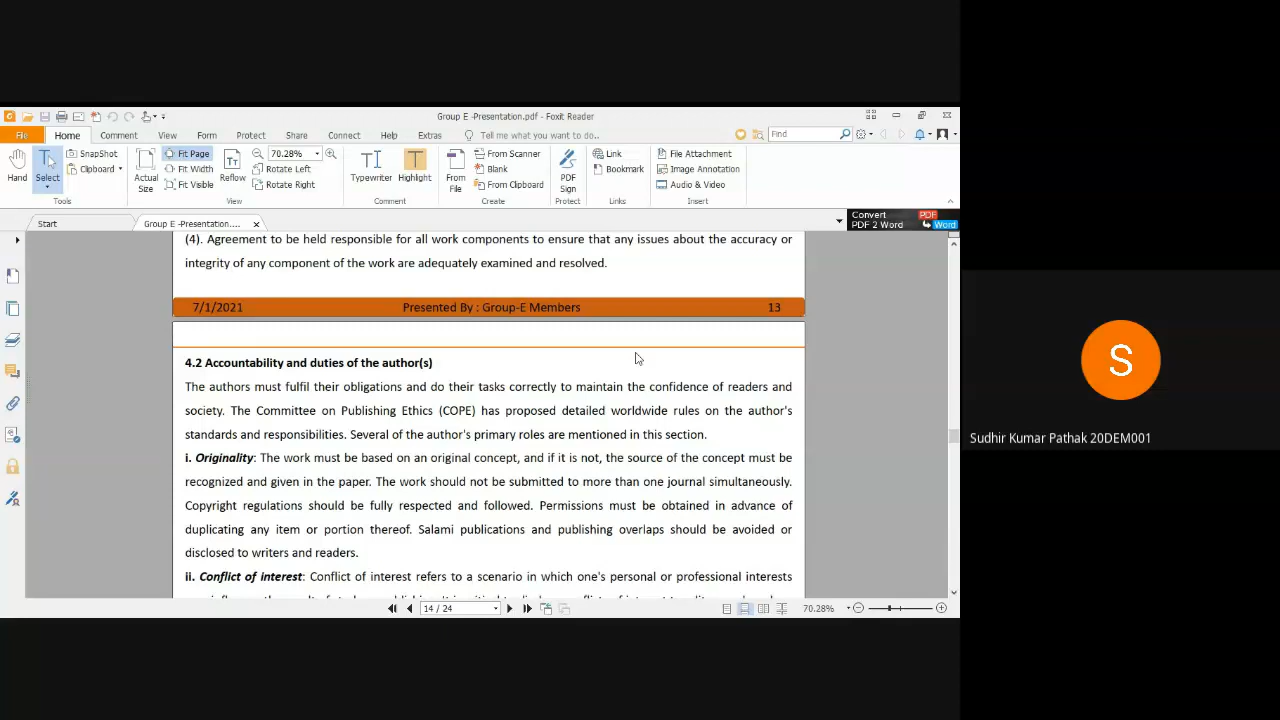 Group E -Presentation.pdf - Foxit Reader
File Home Comment View Form Protect Share Connect Help Extras Tell me what you want to do.. Find
Hand
Select
SnapShot
Clipboard
Tools
Actual Size
Fit Page
Fit Width
Fit Visible
Reflow
70.28%
Rotate Left
Rotate Right
View
Typewriter
Highlight
Comment
From File
From Scanner
Blank
From Clipboard
Create
PDF Sign
Protect
Link
Bookmark
Links
File Attachment
Image Annotation
Audio & Video
Insert
Start
Group E -Presentation....
Convert PDF
PDF 2 Word Word
(4). Agreement to be held responsible for all work components to ensure that any issues about the accuracy or
integrity of any component of the work are adequately examined and resolved.
7/1/2021 Presented By : Group-E Members 13
4.2 Accountability and duties of the author(s)
The authors must fulfil their obligations and do their tasks correctly to maintain the confidence of readers and
society. The Committee on Publishing Ethics (COPE) has proposed detailed worldwide rules on the author's
standards and responsibilities. Several of the author's primary roles are mentioned in this section.
i. Originality: The work must be based on an original concept, and if it is not, the source of the concept must be
recognized and given in the paper. The work should not be submitted to more than one journal simultaneously.
Copyright regulations should be fully respected and followed. Permissions must be obtained in advance of
duplicating any item or portion thereof. Salami publications and publishing overlaps should be avoided or
disclosed to writers and readers.
ii. Conflict of interest: Conflict of interest refers to a scenario in which one's personal or professional interests
14 / 24
70.28%
S
Sudhir Kumar Pathak 20DEM001